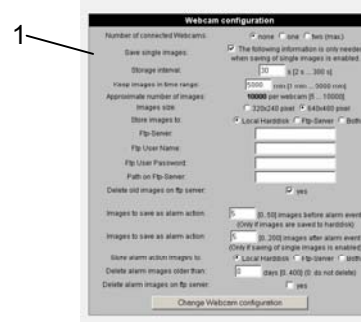 Webcam configuration
1
Number of connected Webcams: none one two (max.)
Save single images: The following information is only needed
when saving of single images is enabled
Storage interval: 30 s [2 s ... 300 s]
Keep images in time range: 5000 min [1 min ... 0000 min]
Approximate number of images: 10000 per webcam [5 ... 10000]
Images size: 320x240 pixel 640x480 pixel
Store images to: Local Harddisk Ftp-Server Both
Ftp-Server:
Ftp User Name:
Ftp User Password:
Path on Ftp-Server:
Delete old images on ftp server: yes
Images to save as alarm action: 5 [0..50] images before alarm event
(Only if images are saved to harddisk)
Images to save as alarm action: 5 [0..200] images after alarm event
(Only if saving of single images is enabled)
Store alarm action images to: Local Harddisk Ftp-Server Both
Delete alarm images older than: 0 days [0..400) (0: do not delete)
Delete alarm images on ftp server: yes
Change Webcam configuration